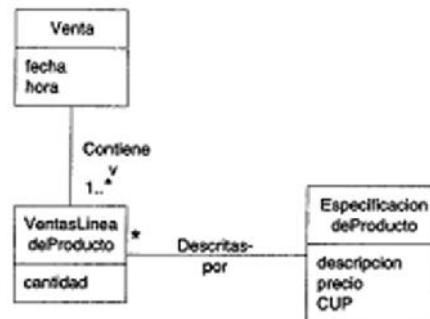 Venta
fecha
hora
Contiene
v
1..*
VentasLinea
deProducto
*
cantidad
Descritas-
por
Especificacion
deProducto
descripcion
precio
CUP